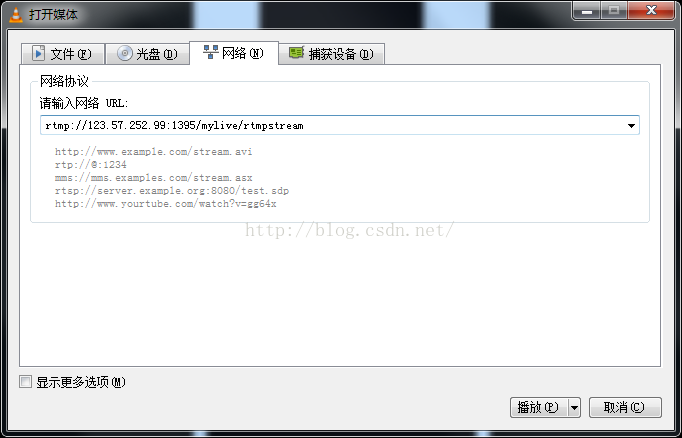 打开媒体
文件(F) 光盘(D) 网络(N) 捕获设备(D)
网络协议
请输入网络 URL:
rtmp://123.57.252.99:1395/mylive/rtmpstream
http://www.example.com/stream.avi
rtp://@:1234
mms://mms.examples.com/stream.asx
rtsp://server.example.org:8080/test.sdp
http://www.yourtube.com/watch?v=gg64x
http://blog.csdn.net/
显示更多选项(M)
播放(P) 取消(C)